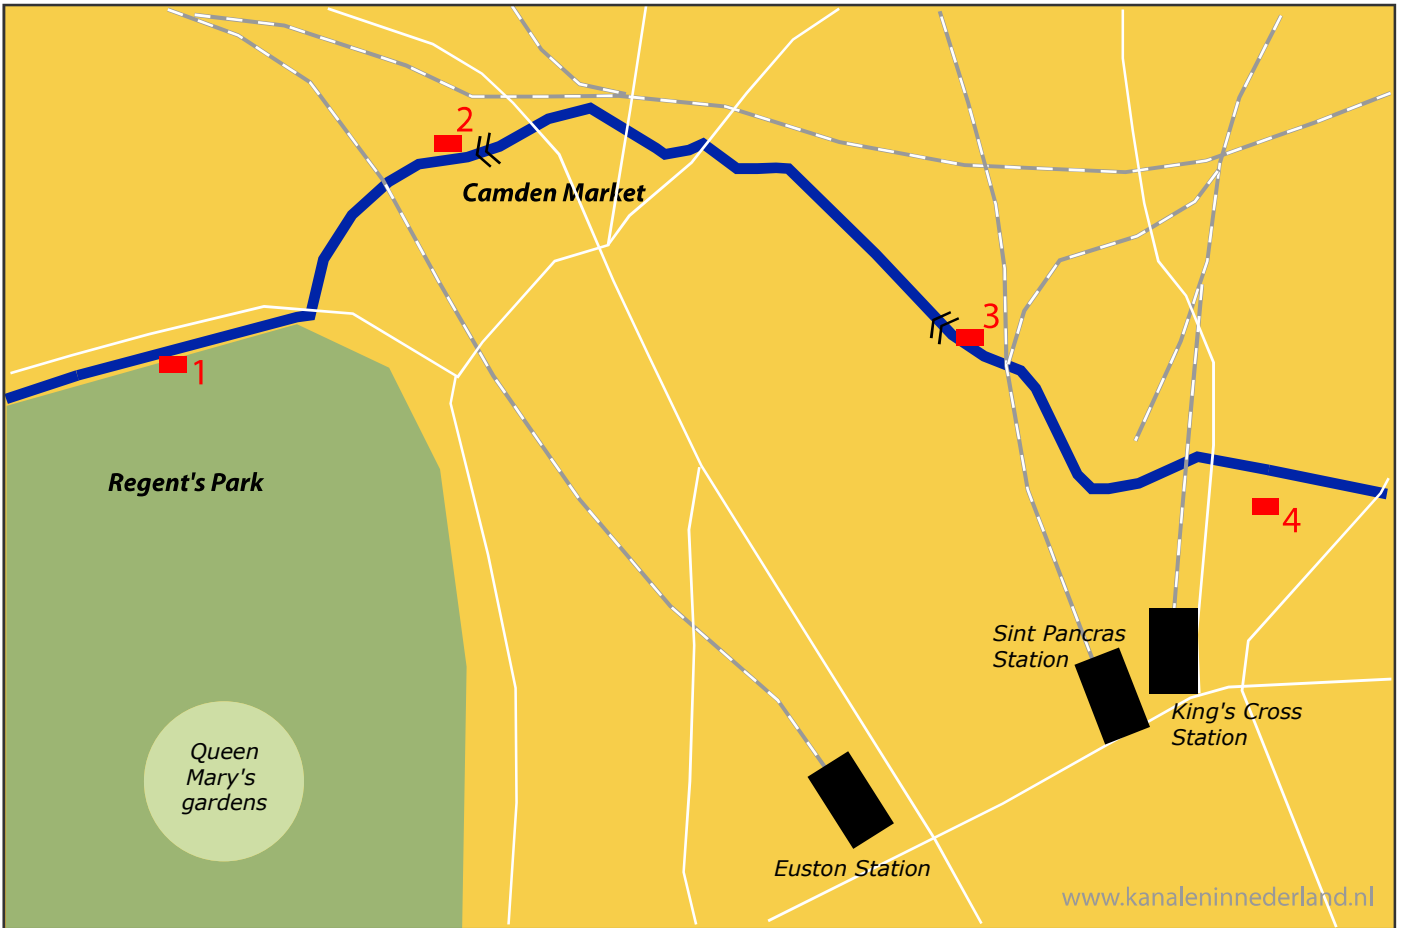 2
Camden Market
3
1
Regent's Park
4
Sint Pancras
Station
King's Cross
Station
Queen
Mary's
gardens
Euston Station
www.kanaleninnederland.nl